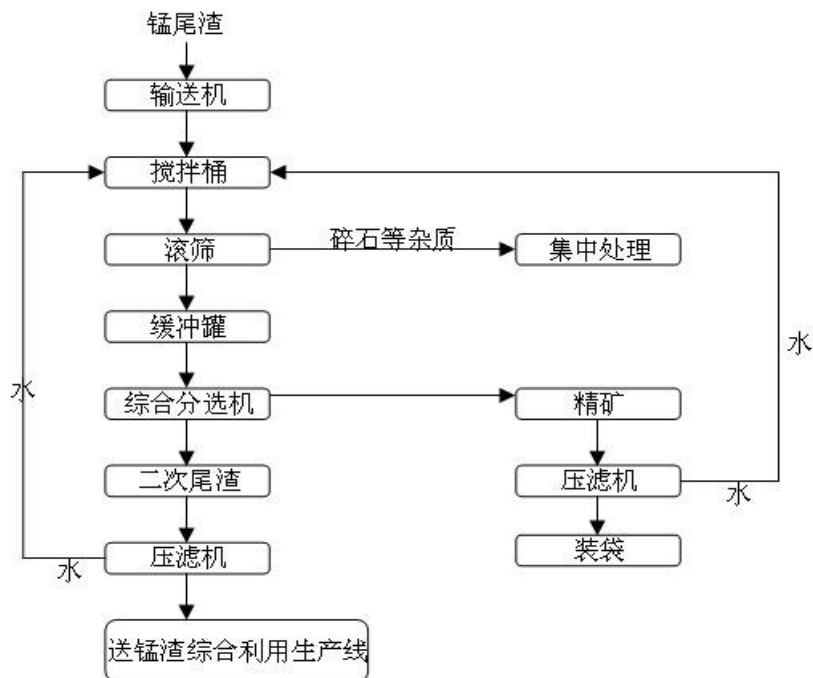 锰尾渣
输送机
搅拌桶
滚筛
碎石等杂质
集中处理
缓冲罐
水
水
综合分选机
精矿
二次尾渣
压滤机
水
压滤机
水
装袋
送锰渣综合利用生产线